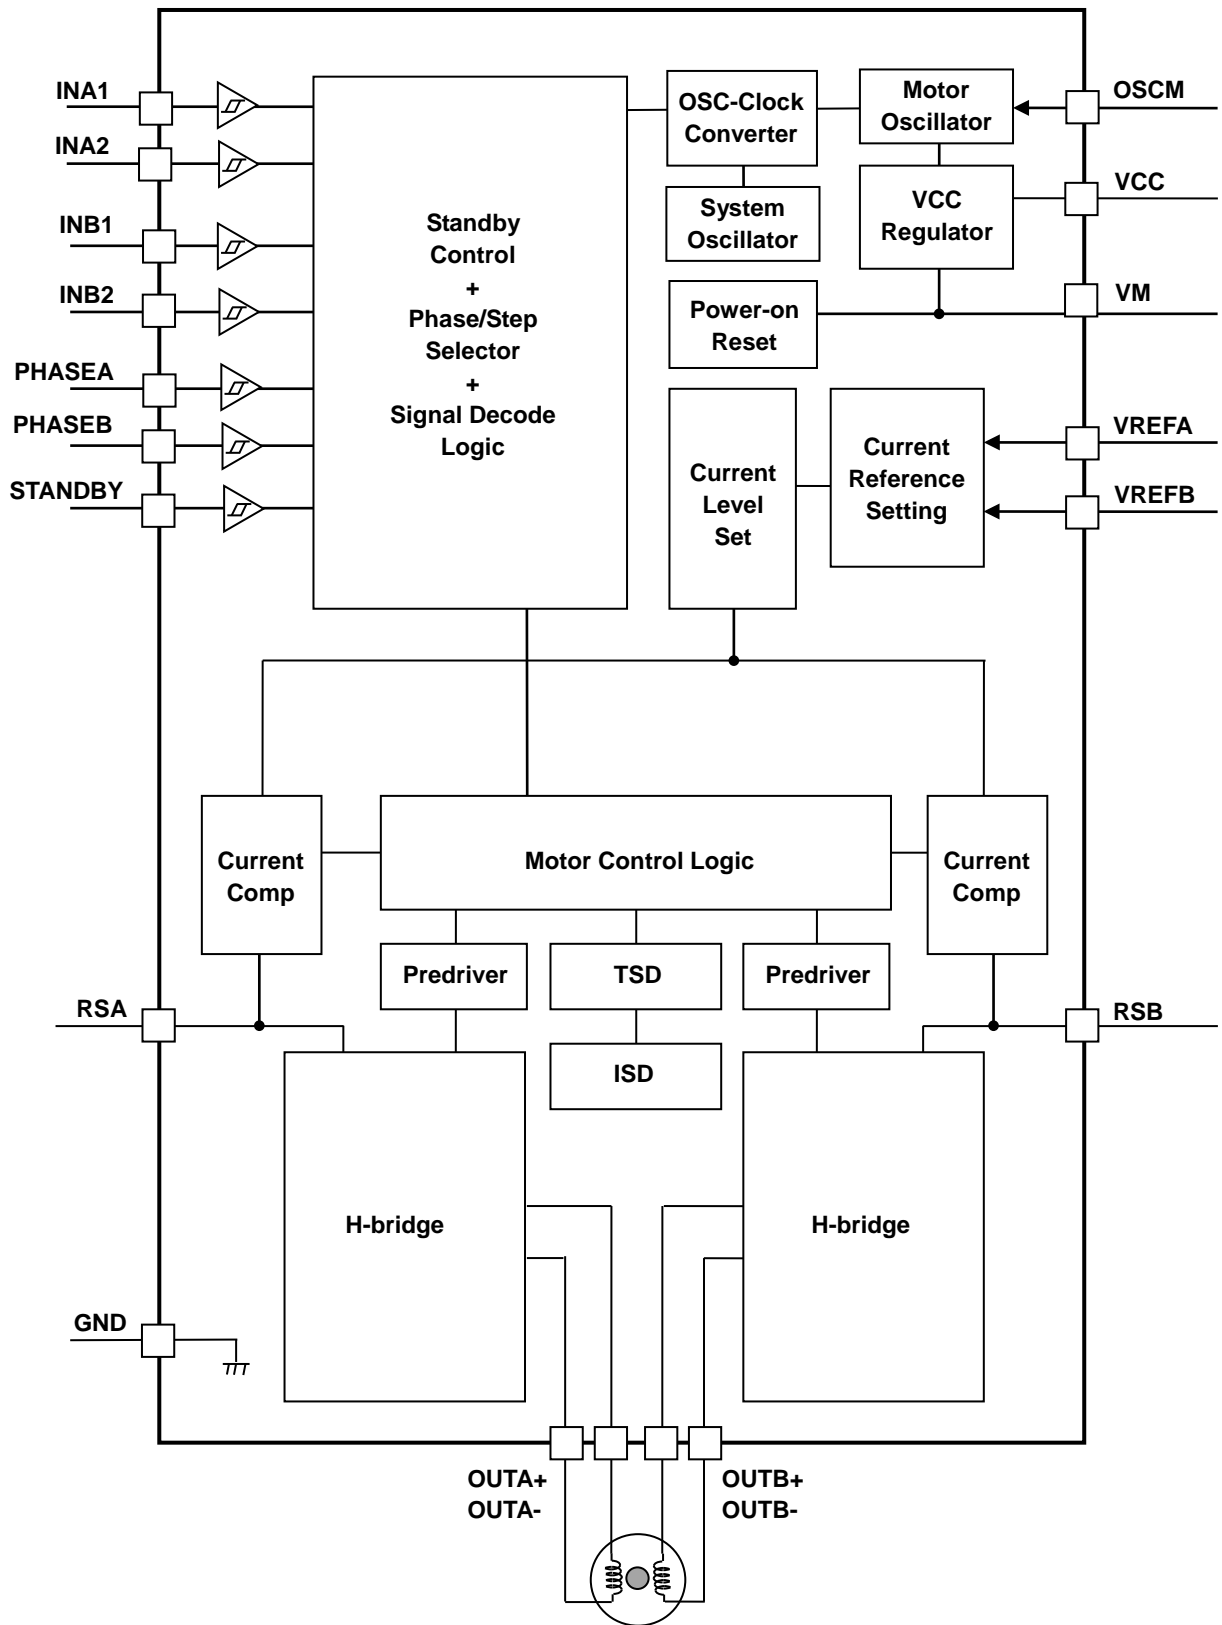 INA1
INA2
INB1
INB2
PHASEA
PHASEB
STANDBY
Standby
Control
+
Phase/Step
Selector
+
Signal Decode
Logic
OSC-Clock
Converter
Motor
Oscillator
OSCM
System
Oscillator
VCC
Regulator
VCC
Power-on
Reset
VM
Current
Level
Set
Current
Reference
Setting
VREFA
VREFB
Current
Comp
Motor Control Logic
Current
Comp
Predriver
TSD
Predriver
RSA
RSB
ISD
H-bridge
H-bridge
GND
OUTA+
OUTA-
OUTB+
OUTB-